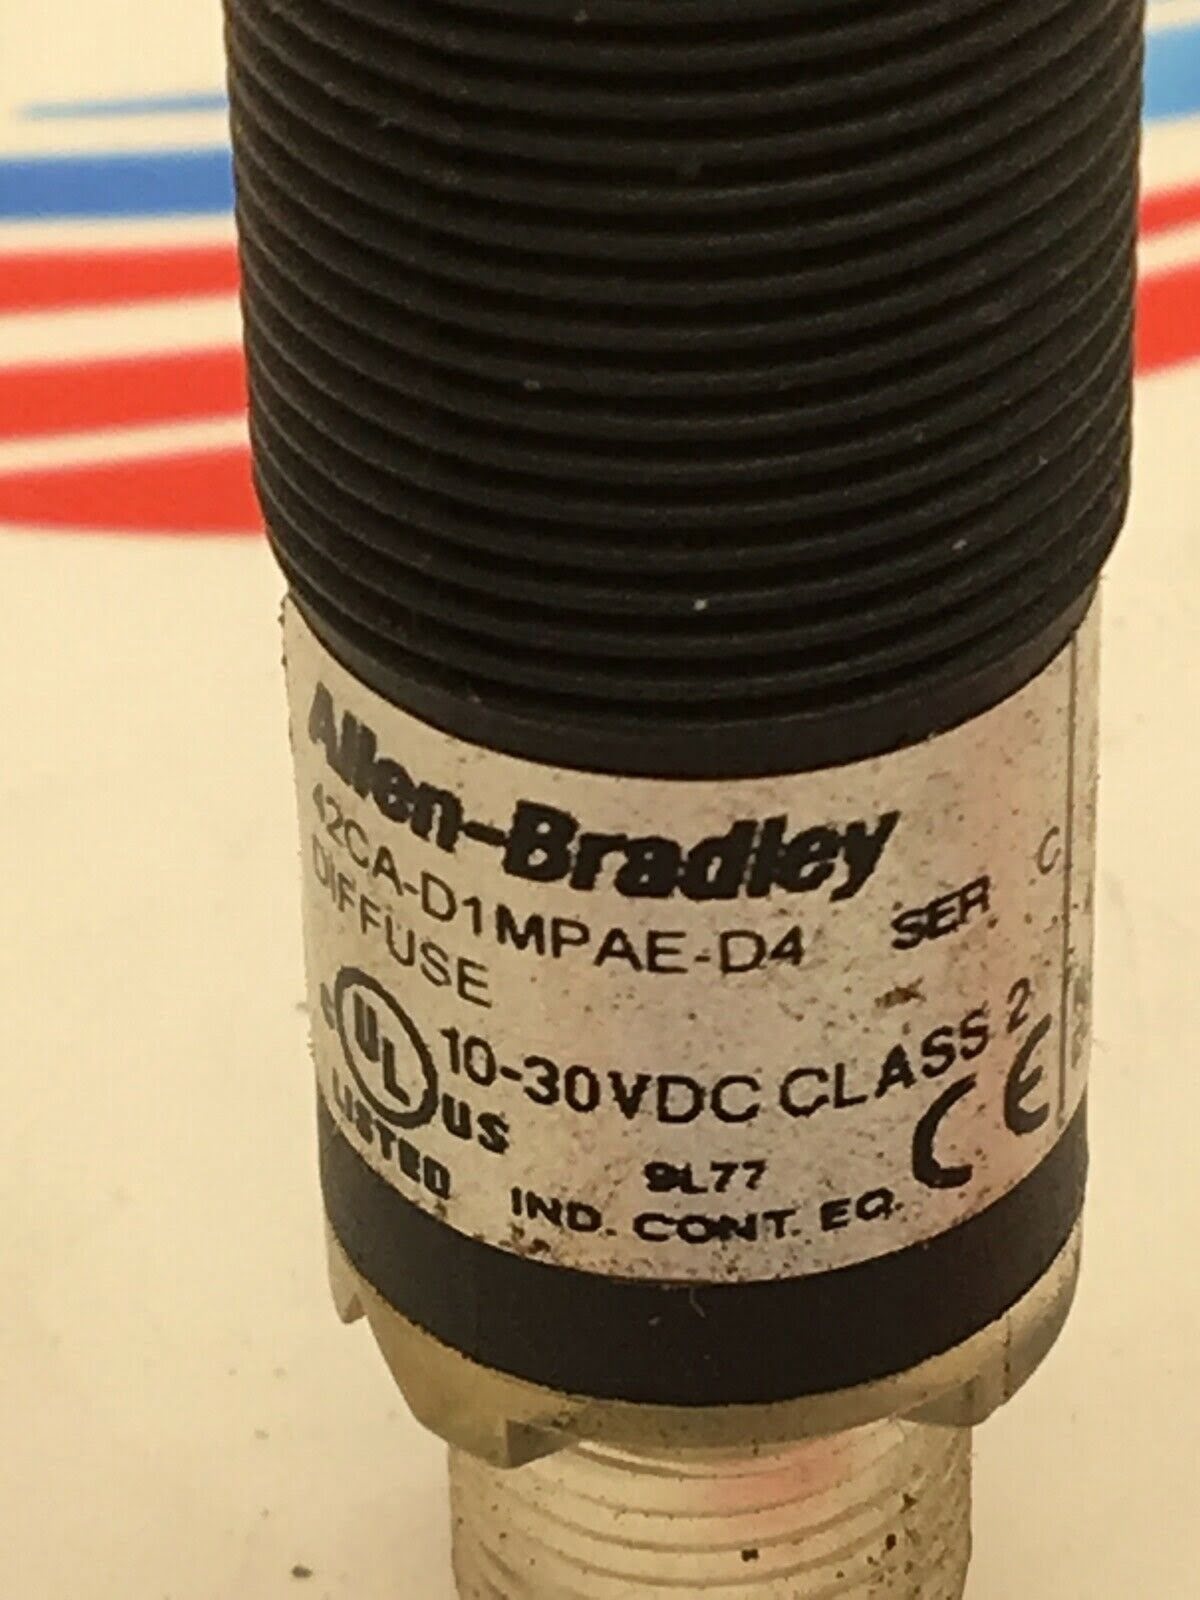 Allen-Bradley
42CA-D1MPAE-D4 SER C
DIFFUSE
c UL US LISTED
10-30VDC CLASS 2
CE
9L77
IND. CONT. EQ.